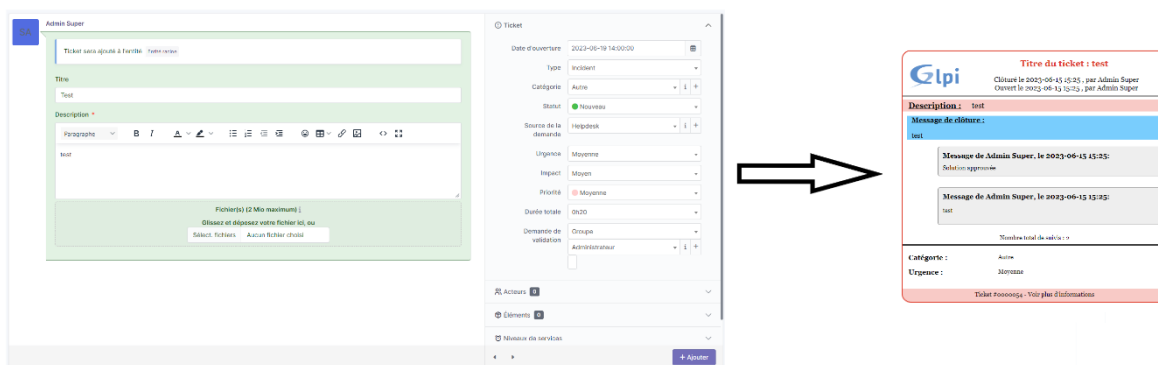 Admin Super
Ticket sera ajouté à l'entité
Titre
Test
Description *
Paragraphe
B I A
test
Fichier(s) (2 Mio maximum) i
Glissez et déposez votre fichier ici, ou
Sélect. fichiers Aucun fichier choisi
Ticket
Date d'ouverture 2023-06-19 14:00:00
Type Incident
Catégorie Autre i +
Statut Nouveau
Source de la demande Helpdesk i +
Urgence Moyenne
Impact Moyen
Priorité Moyenne
Durée totale 0h20
Demande de validation Groupe
Administrateur i +
Acteurs 0
Éléments 0
Niveaux de services
+ Ajouter
Glpi
Titre du ticket : test
Clôturé le 2023-06-15 15:25 , par Admin Super
Ouvert le 2023-06-15 15:25 , par Admin Super
Description : test
Message de clôture :
test
Message de Admin Super, le 2023-06-15 15:25:
Solution approuvée
Message de Admin Super, le 2023-06-15 15:25:
test
Nombre total de suivis : 2
Catégorie : Autre
Urgence : Moyenne
Ticket #0000054 - Voir plus d'informations